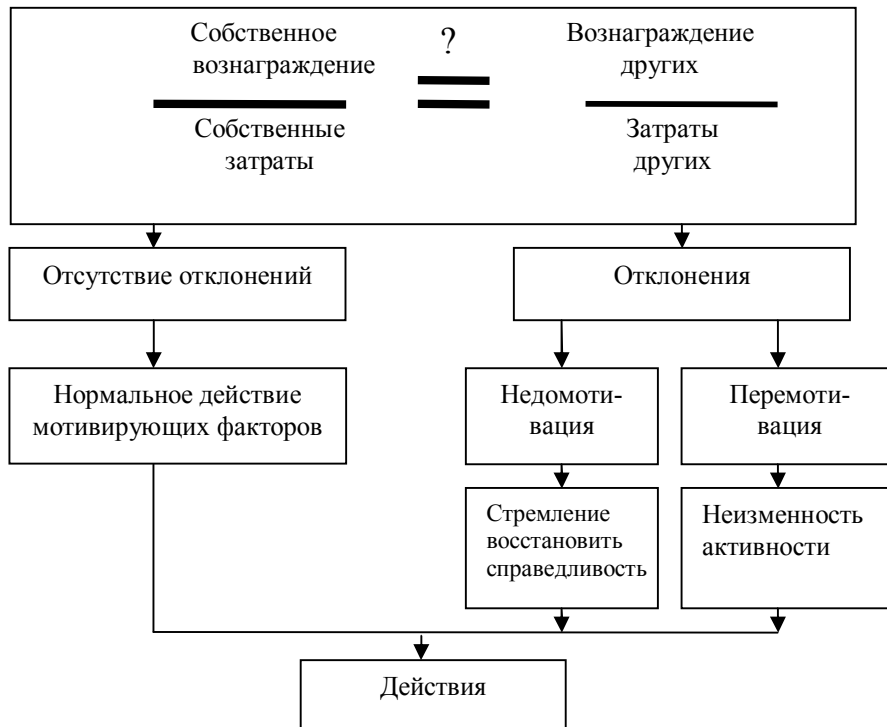 Собственное
вознаграждение
?
Вознаграждение
других
Собственные
затраты
Затраты
других
Отсутствие отклонений
Отклонения
Нормальное действие
мотивирующих факторов
Недомоти-
вация
Перемоти-
вация
Стремление
восстановить
справедливость
Неизменность
активности
Действия